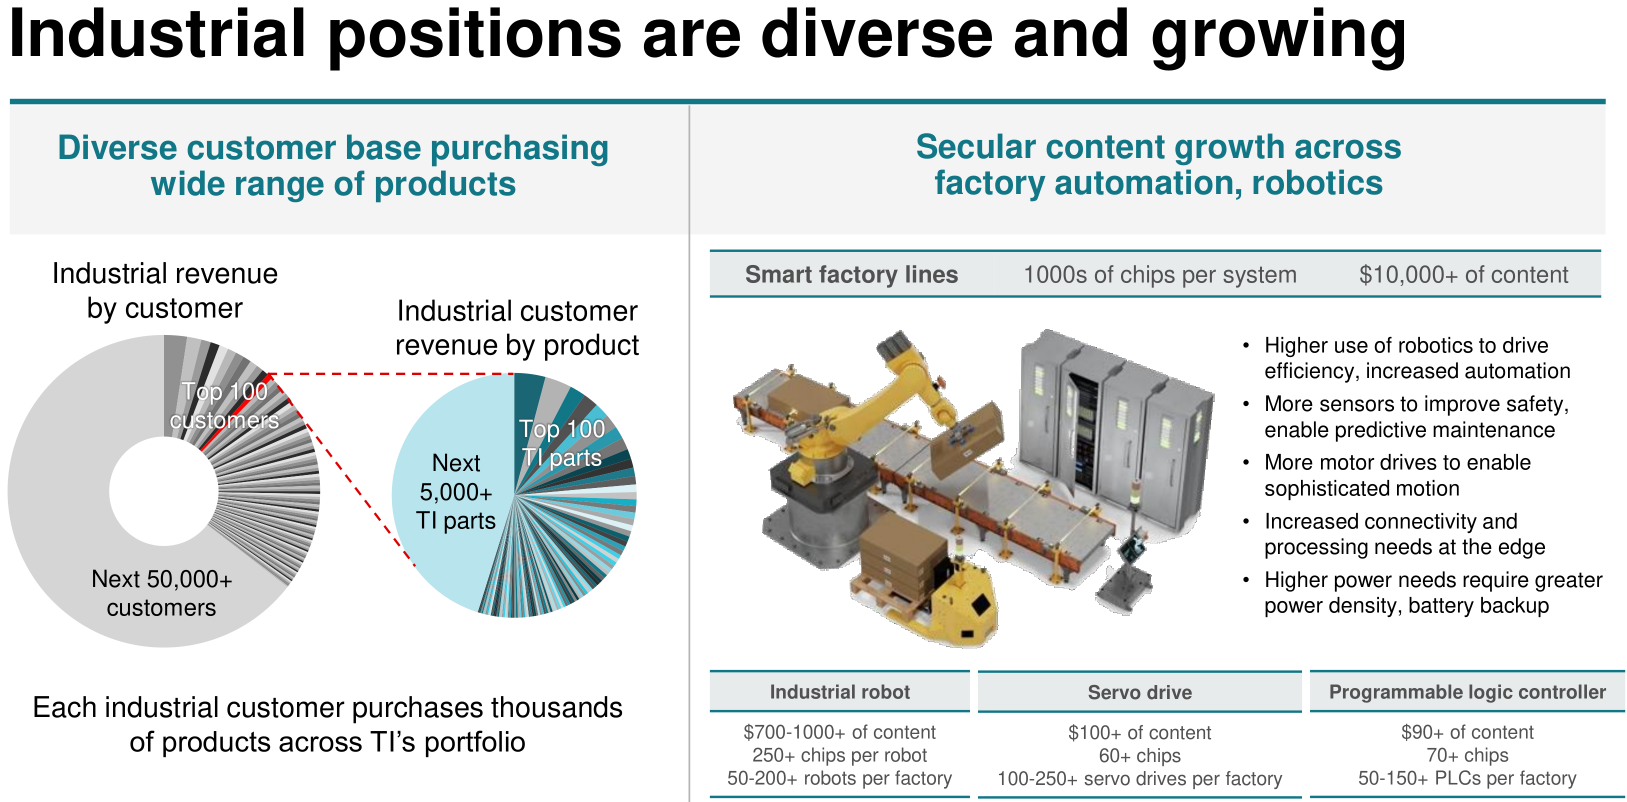 Industrial positions are diverse and growing
Diverse customer base purchasing
wide range of products
Industrial revenue
by customer
Top 100
customers
Next 50,000+
customers
Industrial customer
revenue by product
Top 100
TI parts
Next
5,000+
TI parts
Each industrial customer purchases thousands
of products across TI's portfolio
Secular content growth across
factory automation, robotics
Smart factory lines 1000s of chips per system $10,000+ of content
• Higher use of robotics to drive
efficiency, increased automation
• More sensors to improve safety,
enable predictive maintenance
• More motor drives to enable
sophisticated motion
• Increased connectivity and
processing needs at the edge
• Higher power needs require greater
power density, battery backup
Industrial robot
$700-1000+ of content
250+ chips per robot
50-200+ robots per factory
Servo drive
$100+ of content
60+ chips
100-250+ servo drives per factory
Programmable logic controller
$90+ of content
70+ chips
50-150+ PLCs per factory